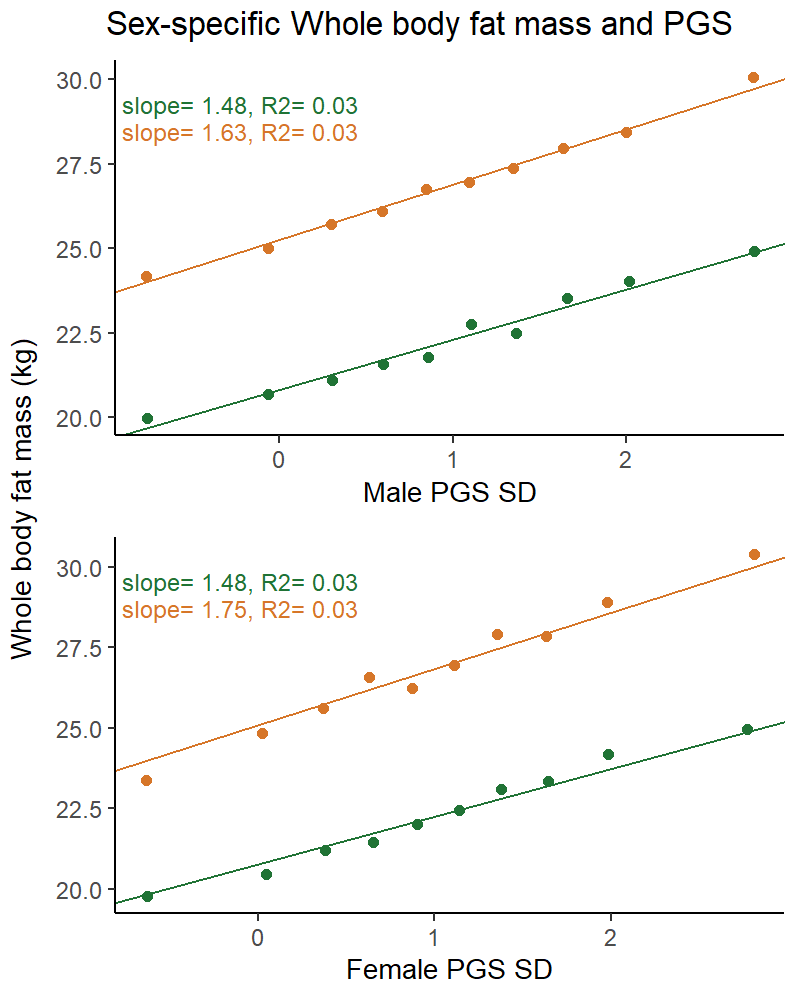 Sex-specific Whole body fat mass and PGS
Whole body fat mass (kg)
30.0
27.5
25.0
22.5
20.0
slope= 1.48, R2= 0.03
slope= 1.63, R2= 0.03
0 1 2
Male PGS SD
30.0
27.5
25.0
22.5
20.0
slope= 1.48, R2= 0.03
slope= 1.75, R2= 0.03
0 1 2
Female PGS SD